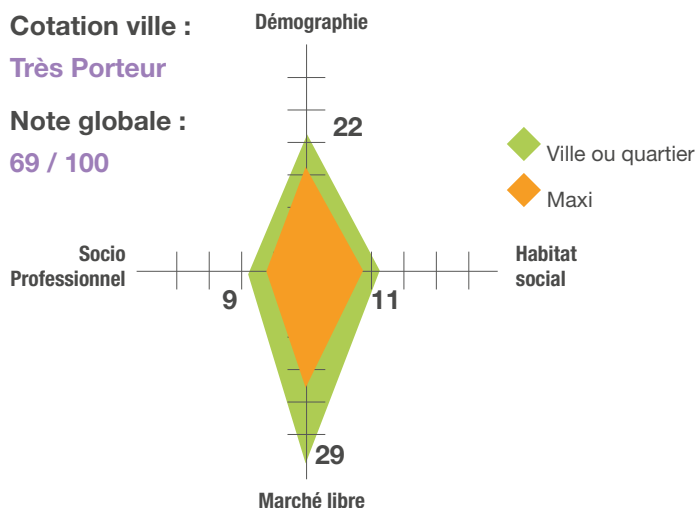 Cotation ville :
Très Porteur
Note globale :
69 / 100
Démographie
22
Ville ou quartier
Maxi
Socio
Professionnel
9
11
Habitat
social
29
Marché libre